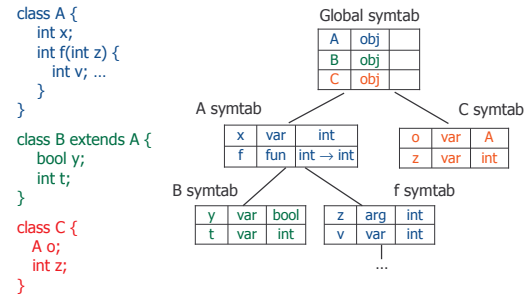 class A {
int x;
int f(int z) {
int v; ...
}
}
class B extends A {
bool y;
int t;
}
class C {
A o;
int z;
}
Global symtab
A obj
B obj
C obj
A symtab
x var int
f fun int → int
C symtab
o var A
z var int
B symtab
y var bool
t var int
f symtab
z arg int
v var int
...